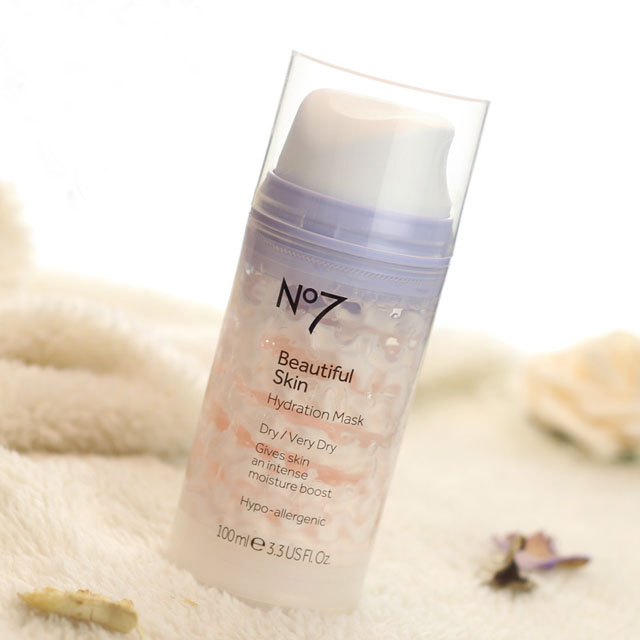 No7
Beautiful
Skin
Hydration Mask
Dry / Very Dry
Gives skin
an intense
moisture boost
Hypo-allergenic
100ml ℮ 3.3 US Fl. Oz.